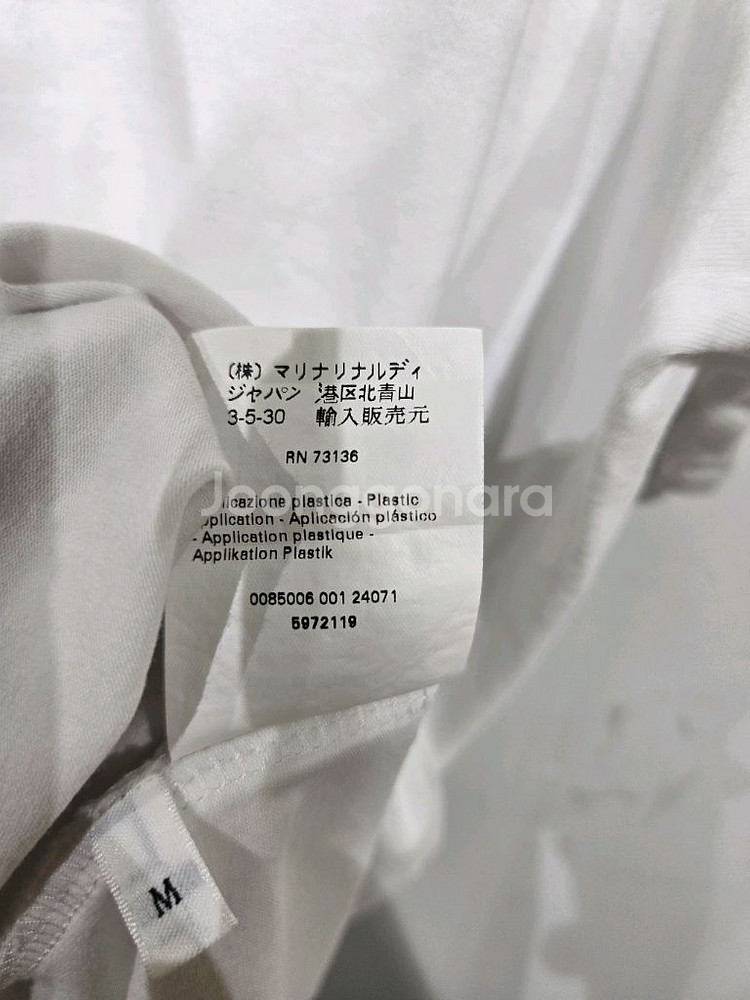 (株) マリナリナルディ
ジャパン 港区北青山
3-5-30 輸入販売元
RN 73136
Joonggonara
plastica - Plastic
- Aplicación plástico
- Application plastique -
Applikation Plastik
0085006 001 24071
5972119
M